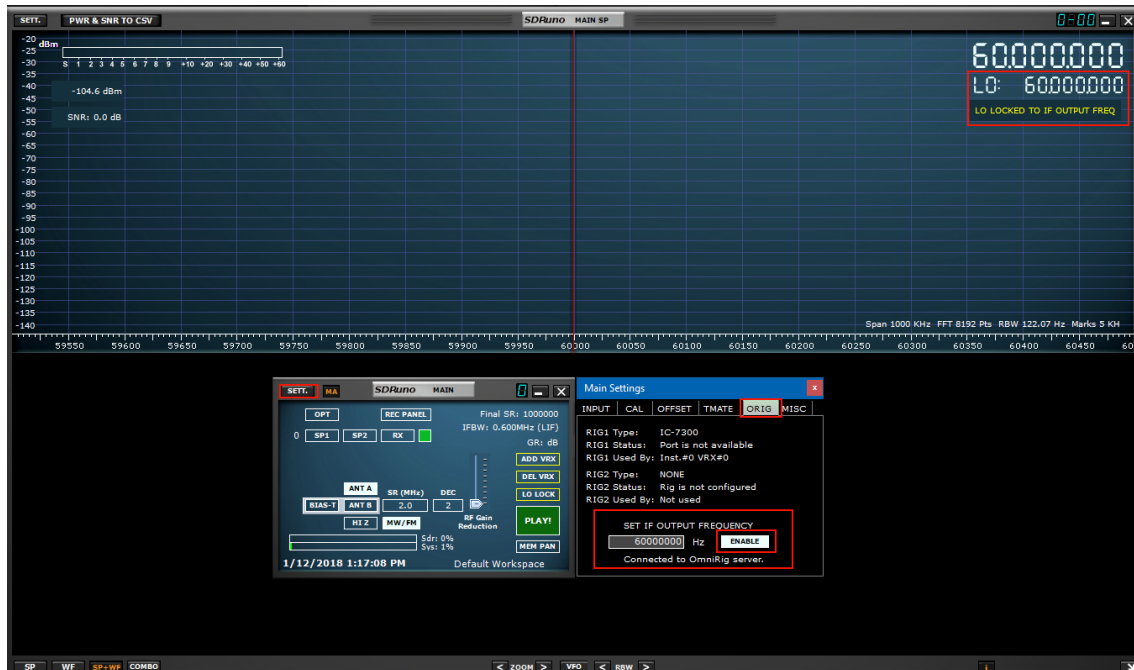 SETT. PWR & SNR TO CSV SDRuno MAIN SP 0-00
dBm
-20
-25
-30
-35
-40
-45
-50
-55
-60
-65
-70
-75
-80
-85
-90
-95
-100
-105
-110
-115
-120
-125
-130
-135
-140
S 1 2 3 4 5 6 7 8 9 +10 +20 +30 +40 +50 +60
-104.6 dBm
SNR: 0.0 dB
60.000.000
LO: 60.000.000
LO LOCKED TO IF OUTPUT FREQ
Span 1000 KHz FFT 8192 Pts RBW 122.07 Hz Marks 5 KH
59550 59600 59650 59700 59750 59800 59850 59900 59950 60000 60050 60100 60150 60200 60250 60300 60350 60400 60450 60
SETT. MA SDRuno MAIN 0 X
OPT REC PANEL Final SR: 1000000
IFBW: 0.600MHz (LIF)
0 SP1 SP2 RX
GR: dB
ADD VRX
DEL VRX
ANT A SR (MHz) DEC LO LOCK
BIAS-T ANT B 2.0 2
HI Z MW/FM RF Gain PLAY!
Reduction
Sdr: 0%
Sys: 1% MEM PAN
1/12/2018 1:17:08 PM Default Workspace
Main Settings x
INPUT CAL OFFSET TMATE ORIG MISC
RIG1 Type: IC-7300
RIG1 Status: Port is not available
RIG1 Used By: Inst.#0 VRX#0
RIG2 Type: NONE
RIG2 Status: Rig is not configured
RIG2 Used By: Not used
SET IF OUTPUT FREQUENCY
60000000 Hz ENABLE
Connected to OmniRig server.
SP WF SP+WF COMBO < ZOOM > VFO < RBW > i